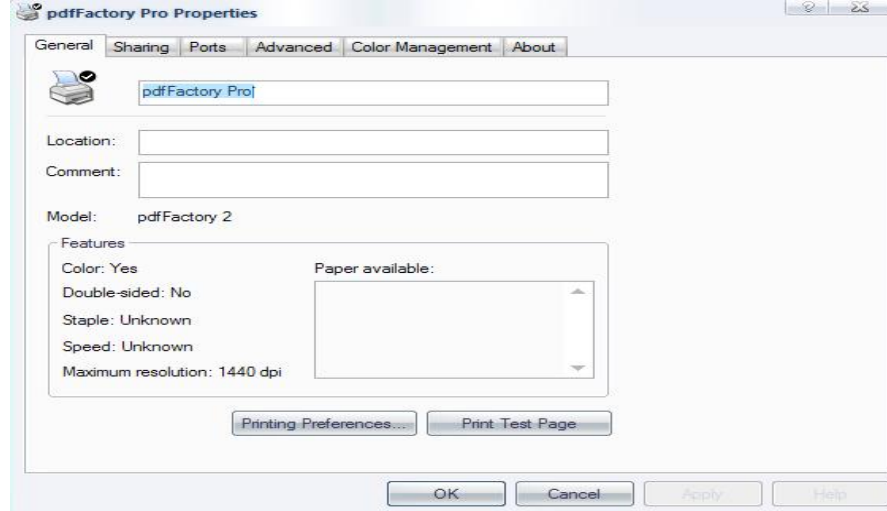 pdfFactory Pro Properties
General Sharing Ports Advanced Color Management About
pdfFactory Pro
Location:
Comment:
Model: pdfFactory 2
Features
Color: Yes Paper available:
Double-sided: No
Staple: Unknown
Speed: Unknown
Maximum resolution: 1440 dpi
Printing Preferences... Print Test Page
OK Cancel Apply Help